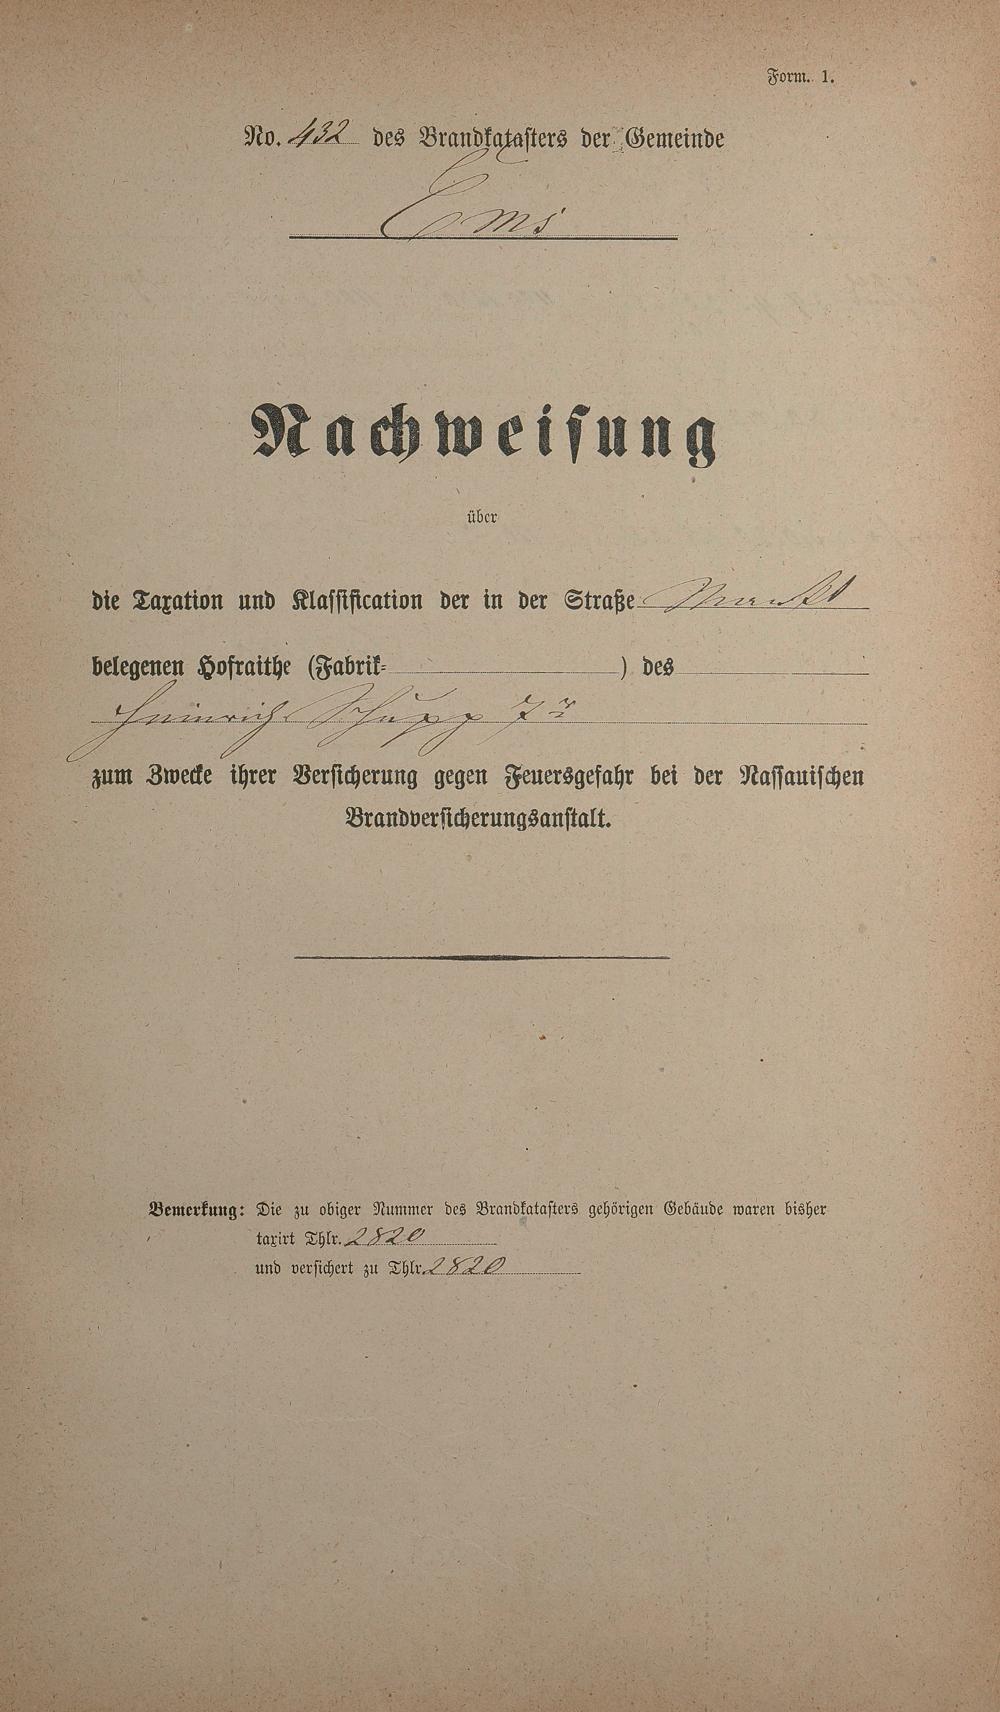 Form. 1.
No. 432 des Brandkatasters der Gemeinde
Ems
Nachweisung
über
die Taxation und Klassification der in der Straße Markt
belegenen Hofraithe (Fabrik- ) des
Heinrich Schupp 7r
zum Zwecke ihrer Versicherung gegen Feuersgefahr bei der Nassauischen
Brandversicherungsanstalt.
Bemerkung: Die zu obiger Nummer des Brandkatasters gehörigen Gebäude waren bisher
taxirt Thlr. 2820
und versichert zu Thlr. 2820